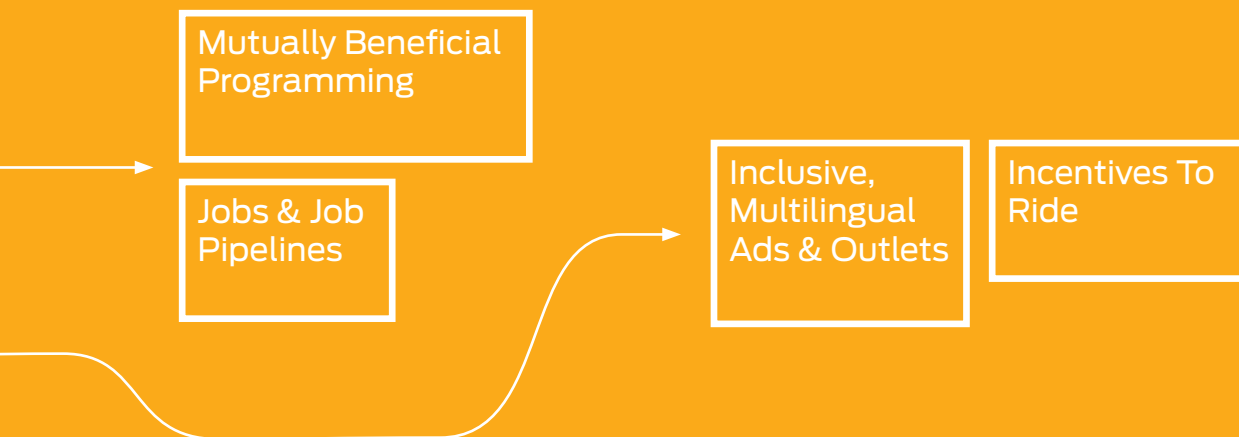 Mutually Beneficial
Programming
Jobs & Job
Pipelines
Inclusive,
Multilingual
Ads & Outlets
Incentives To
Ride